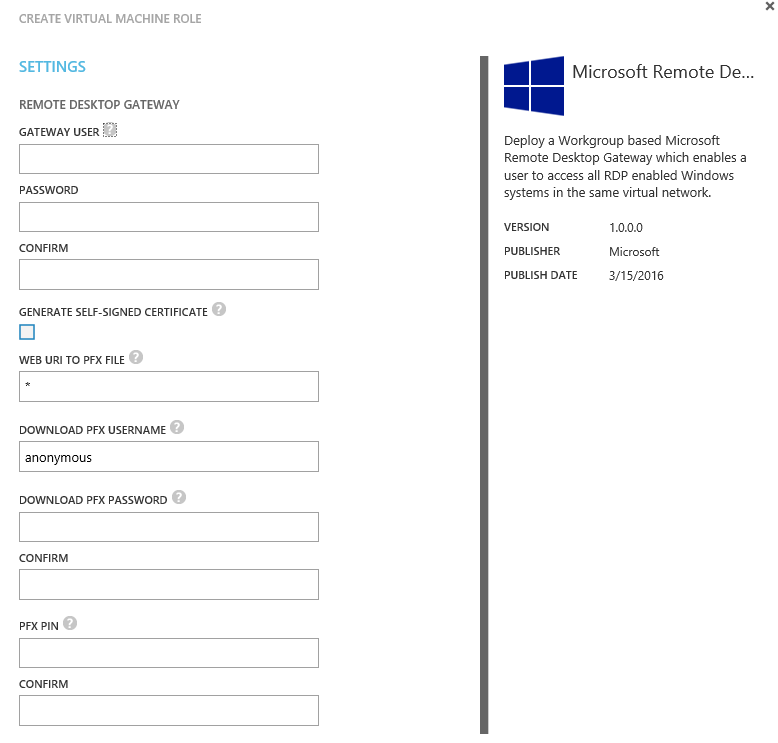 CREATE VIRTUAL MACHINE ROLE
SETTINGS
REMOTE DESKTOP GATEWAY
GATEWAY USER ?
PASSWORD
CONFIRM
GENERATE SELF-SIGNED CERTIFICATE ?
WEB URI TO PFX FILE ?
*
DOWNLOAD PFX USERNAME ?
anonymous
DOWNLOAD PFX PASSWORD ?
CONFIRM
PFX PIN ?
CONFIRM
Microsoft Remote De...
Deploy a Workgroup based Microsoft
Remote Desktop Gateway which enables a
user to access all RDP enabled Windows
systems in the same virtual network.
VERSION 1.0.0.0
PUBLISHER Microsoft
PUBLISH DATE 3/15/2016